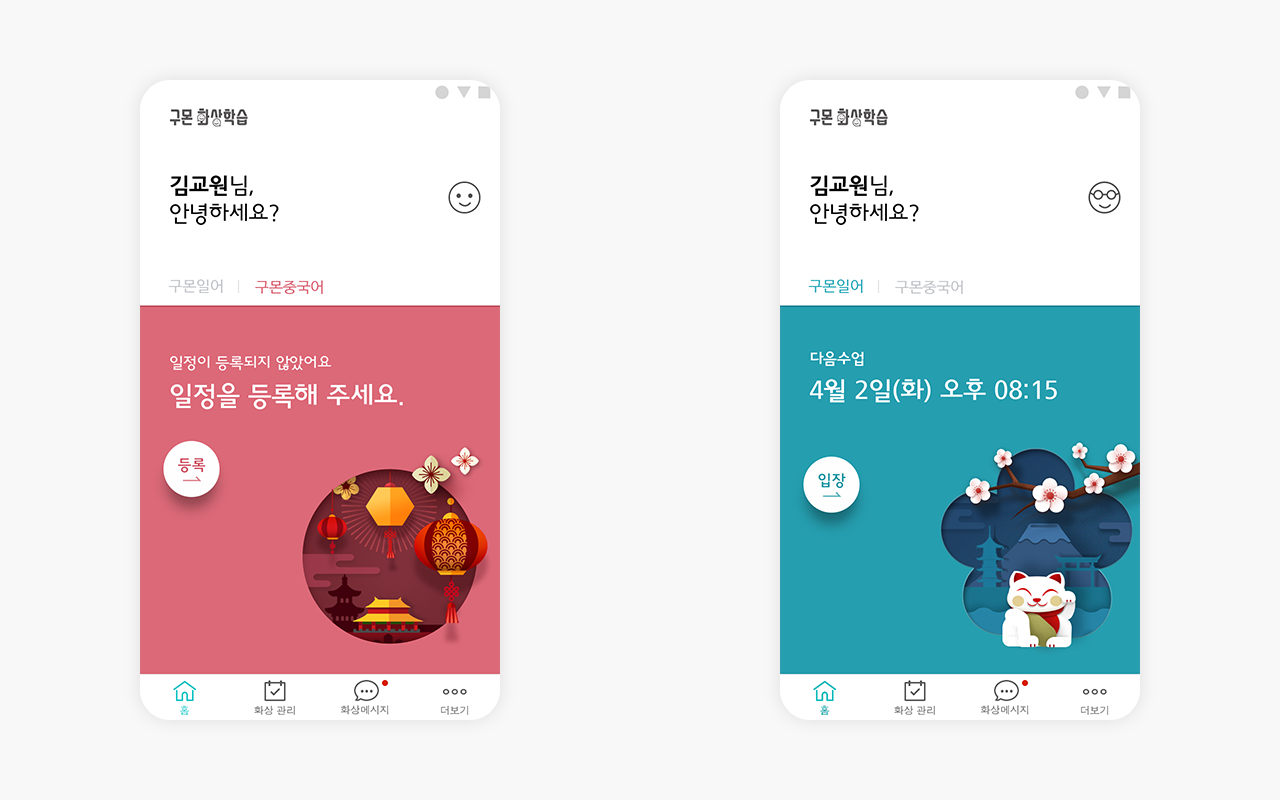 구몬 화상학습
김교원님,
안녕하세요?
구몬일어 | 구몬중국어
일정이 등록되지 않았어요
일정을 등록해 주세요.
등록
홈 화상 관리 화상메시지 더보기
구몬 화상학습
김교원님,
안녕하세요?
구몬일어 | 구몬중국어
다음수업
4월 2일(화) 오후 08:15
입장
홈 화상 관리 화상메시지 더보기